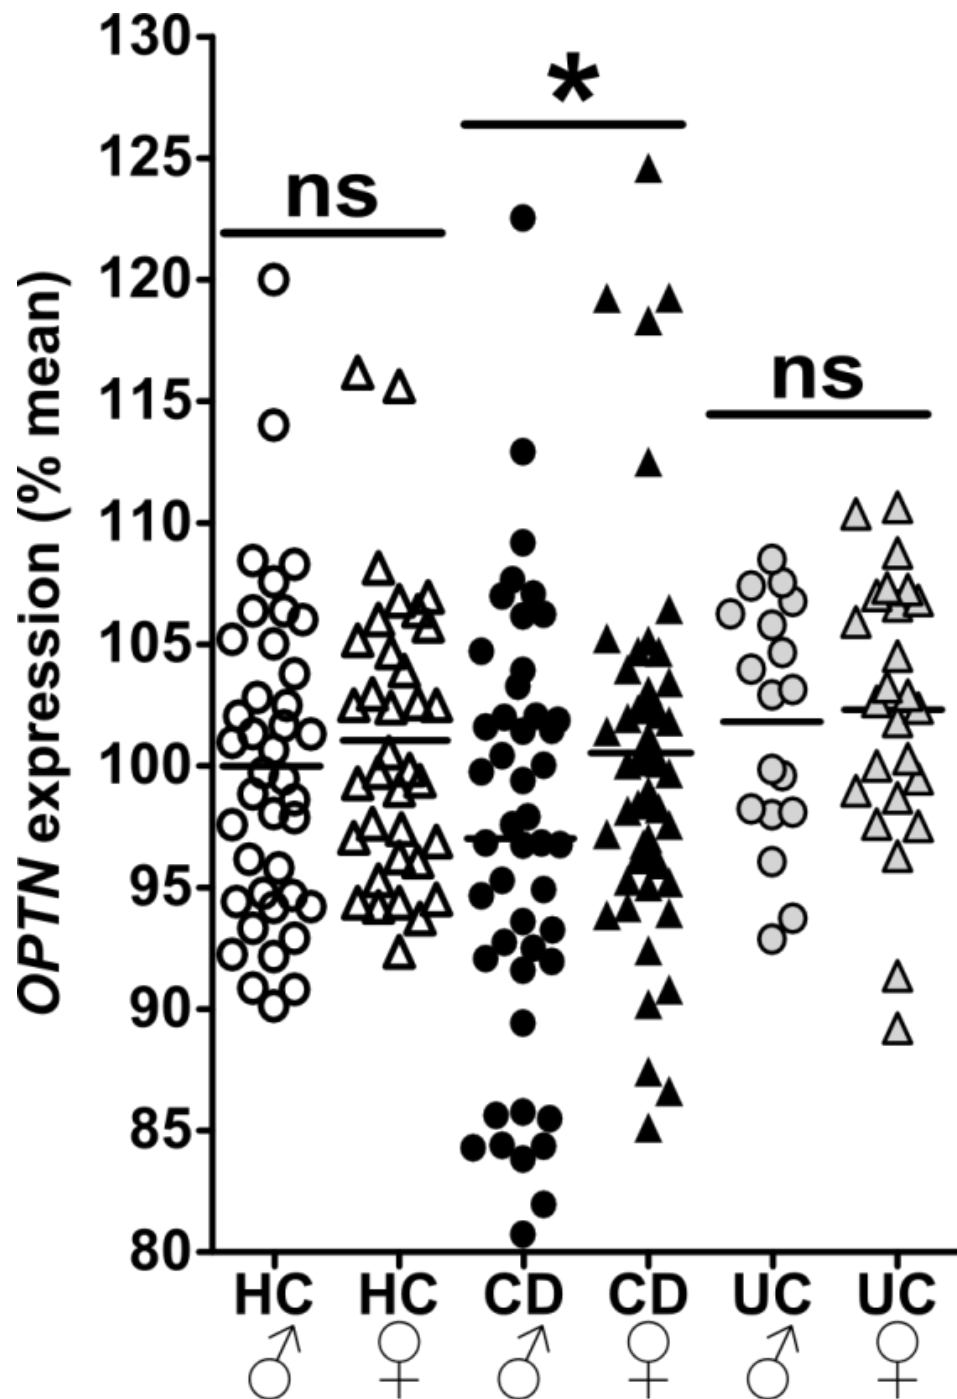 OPTN expression (% mean)
130
125
120
115
110
105
100
95
90
85
80
ns
*
ns
HC HC CD CD UC UC
♂ ♀ ♂ ♀ ♂ ♀